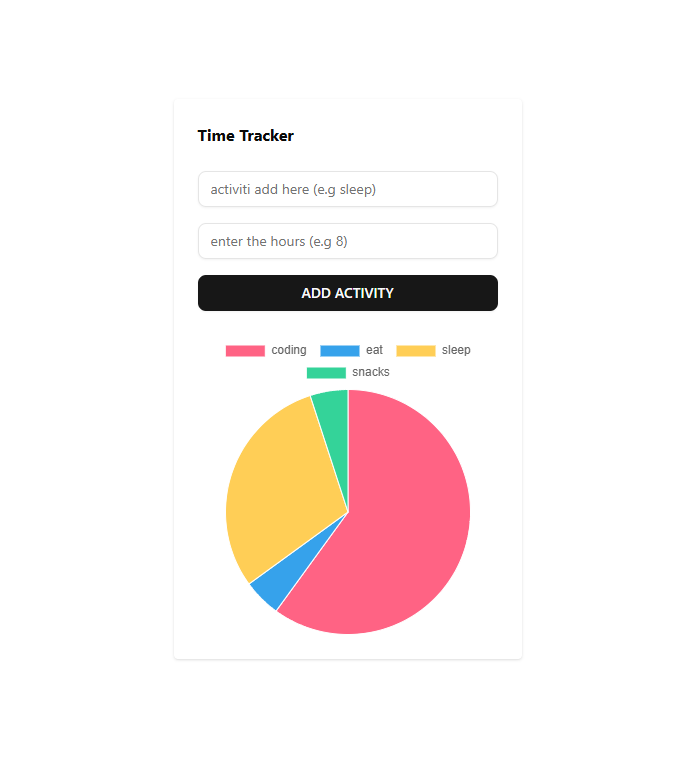 Time Tracker
activiti add here (e.g sleep)
enter the hours (e.g 8)
ADD ACTIVITY
coding eat sleep
snacks